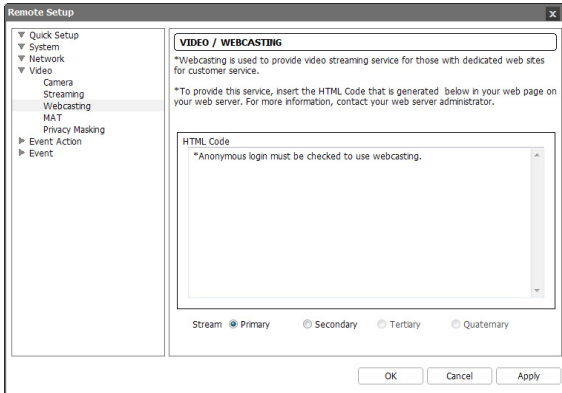 Remote Setup
x
Quick Setup
System
Network
Video
Camera
Streaming
Webcasting
MAT
Privacy Masking
Event Action
Event
VIDEO / WEBCASTING
*Webcasting is used to provide video streaming service for those with dedicated web sites
for customer service.
*To provide this service, insert the HTML Code that is generated below in your web page on
your web server. For more information, contact your web server administrator.
HTML Code
*Anonymous login must be checked to use webcasting.
Stream Primary Secondary Tertiary Quaternary
OK Cancel Apply